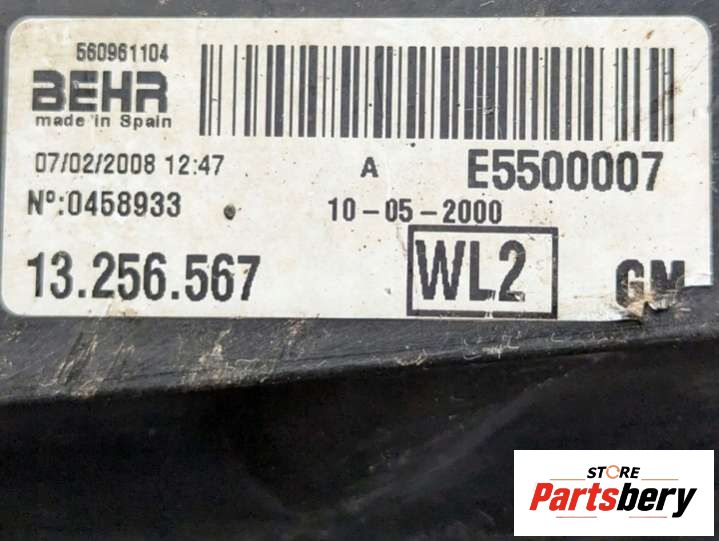 560961104
BEHR
made in Spain
07/02/2008 12:47 A E5500007
Nº:0458933 10-05-2000
13.256.567 WL2 GM
STORE
Partsbery